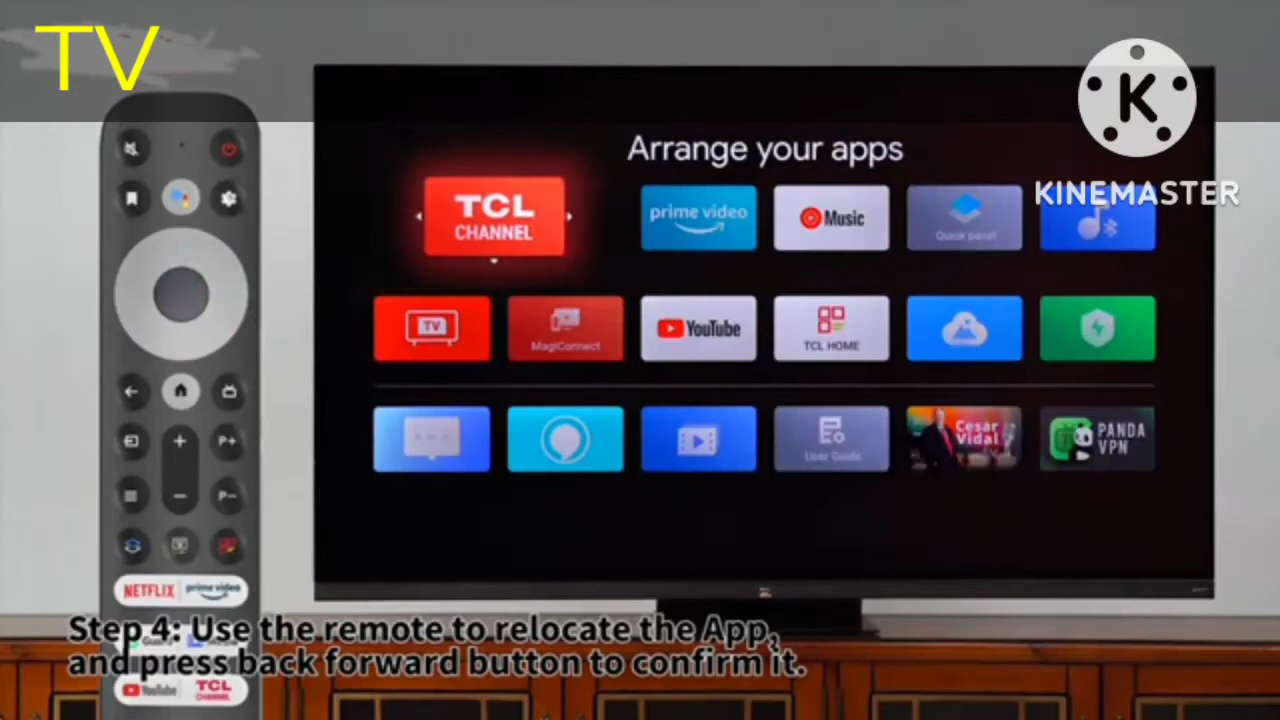 TV
K
KINEMASTER
Arrange your apps
TCL
CHANNEL
prime video
Music
Quick panel
TV
MagiConnect
YouTube
TCL HOME
User Guide
Cesar
Vidal
PANDA
VPN
P+
P-
NETFLIX prime video
Step 4: Use the remote to relocate the App,
and press back forward button to confirm it.
YouTube TCL
CHANNEL